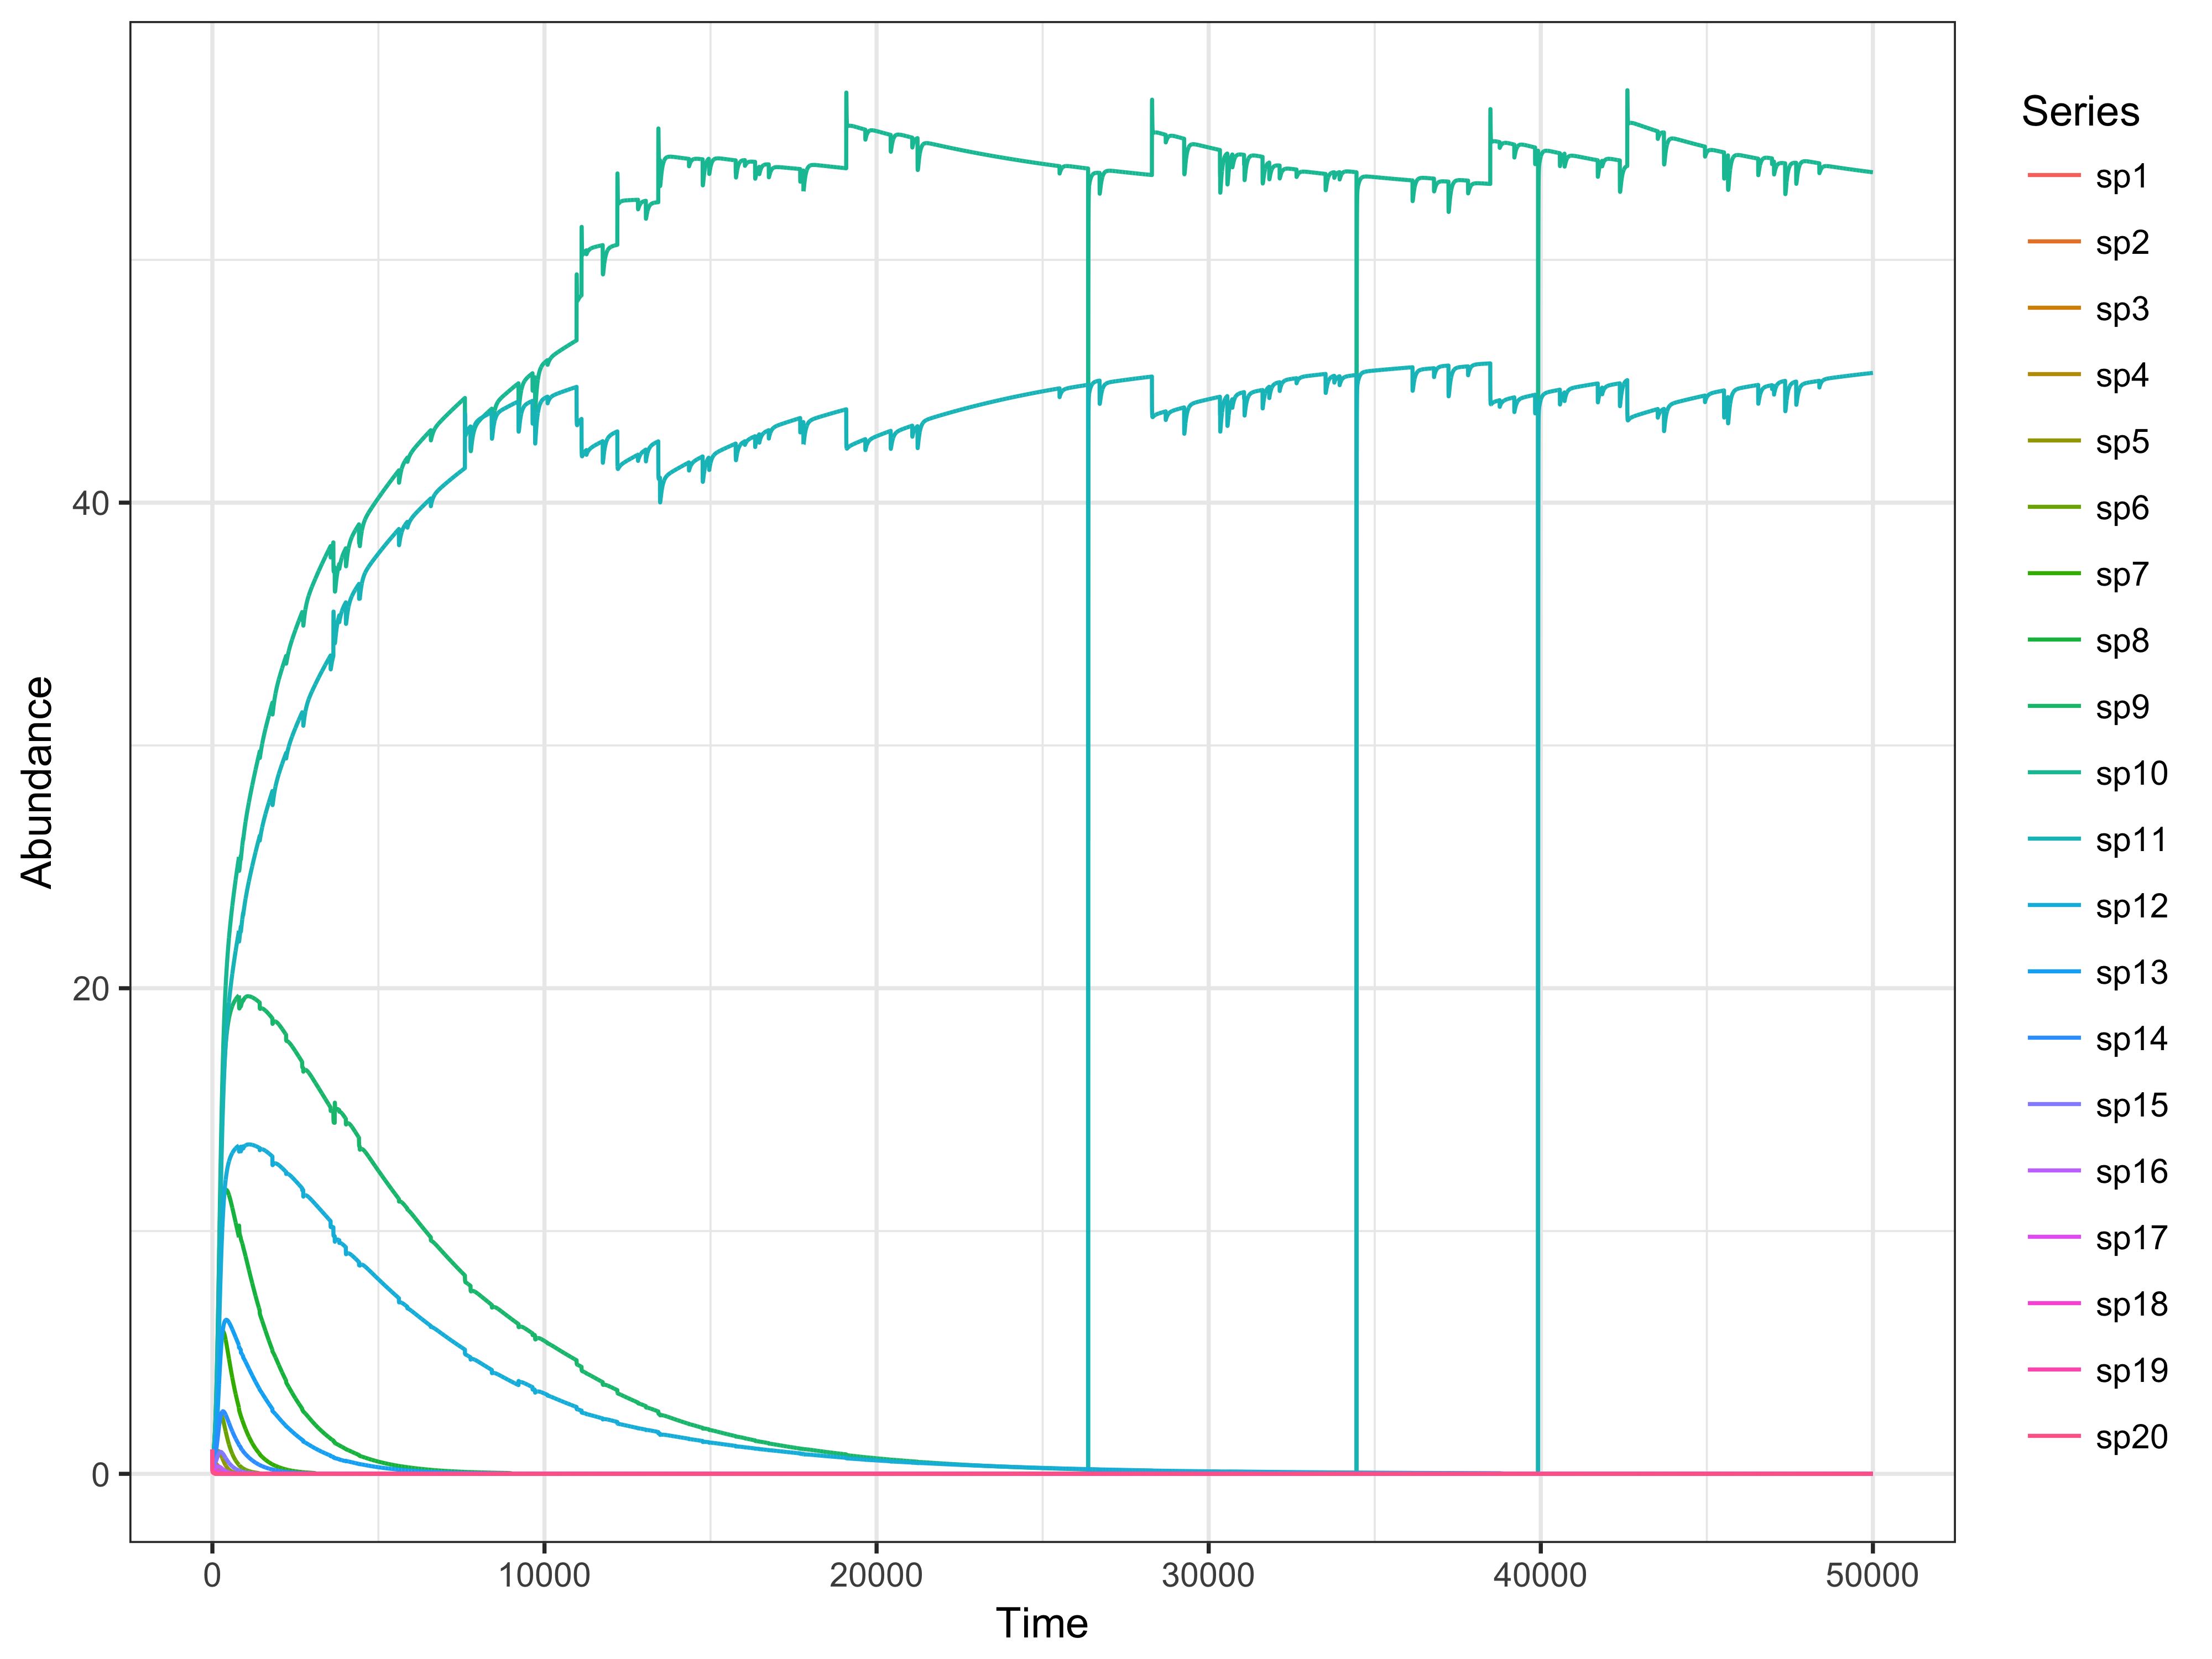 Abundance
40
20
0
0 10000 20000 30000 40000 50000
Time
Series
sp1
sp2
sp3
sp4
sp5
sp6
sp7
sp8
sp9
sp10
sp11
sp12
sp13
sp14
sp15
sp16
sp17
sp18
sp19
sp20